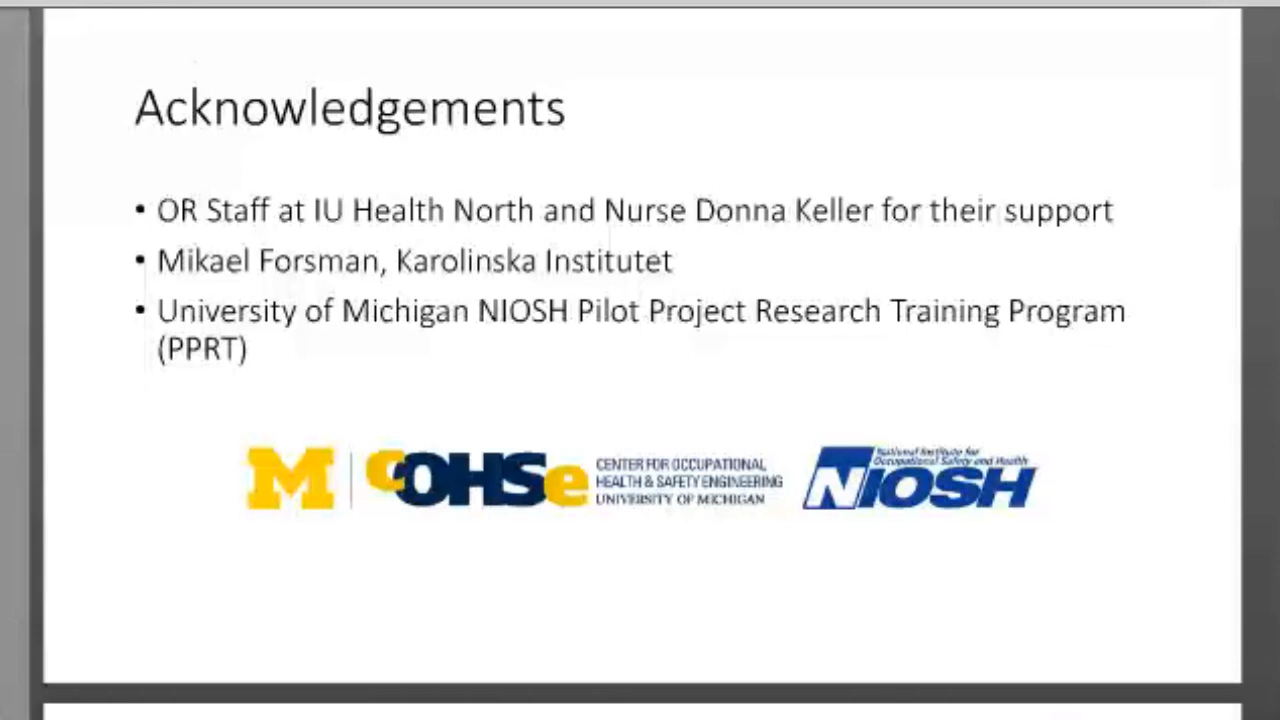 Acknowledgements
• OR Staff at IU Health North and Nurse Donna Keller for their support
• Mikael Forsman, Karolinska Institutet
• University of Michigan NIOSH Pilot Project Research Training Program
(PPRT)
M
cOHSe
CENTER FOR OCCUPATIONAL
HEALTH & SAFETY ENGINEERING
UNIVERSITY OF MICHIGAN
National Institute for
Occupational Safety and Health
NIOSH